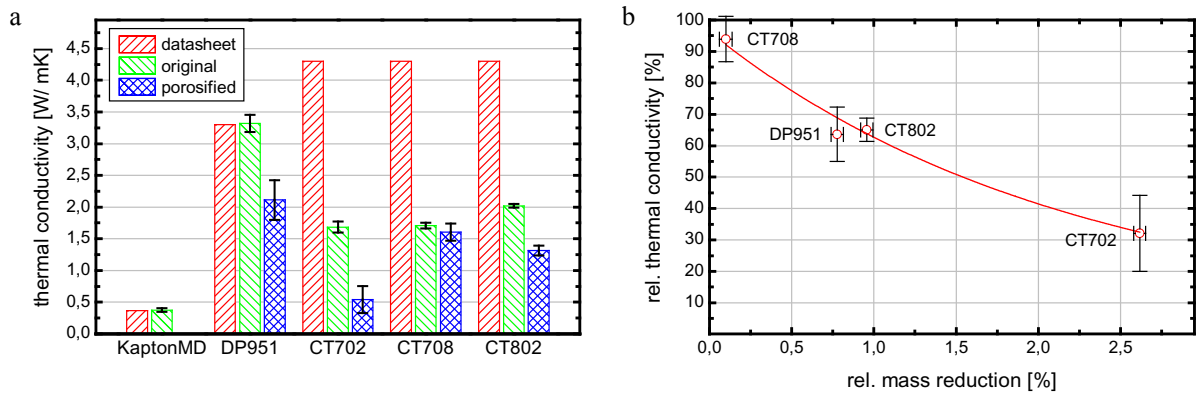 a
thermal conductivity [W/ mK]
4,5
4,0
3,5
3,0
2,5
2,0
1,5
1,0
0,5
0,0
datasheet
original
porosified
KaptonMD DP951 CT702 CT708 CT802
b
rel. thermal conductivity [%]
100
90
80
70
60
50
40
30
20
10
CT708
DP951
CT802
CT702
0,0 0,5 1,0 1,5 2,0 2,5
rel. mass reduction [%]